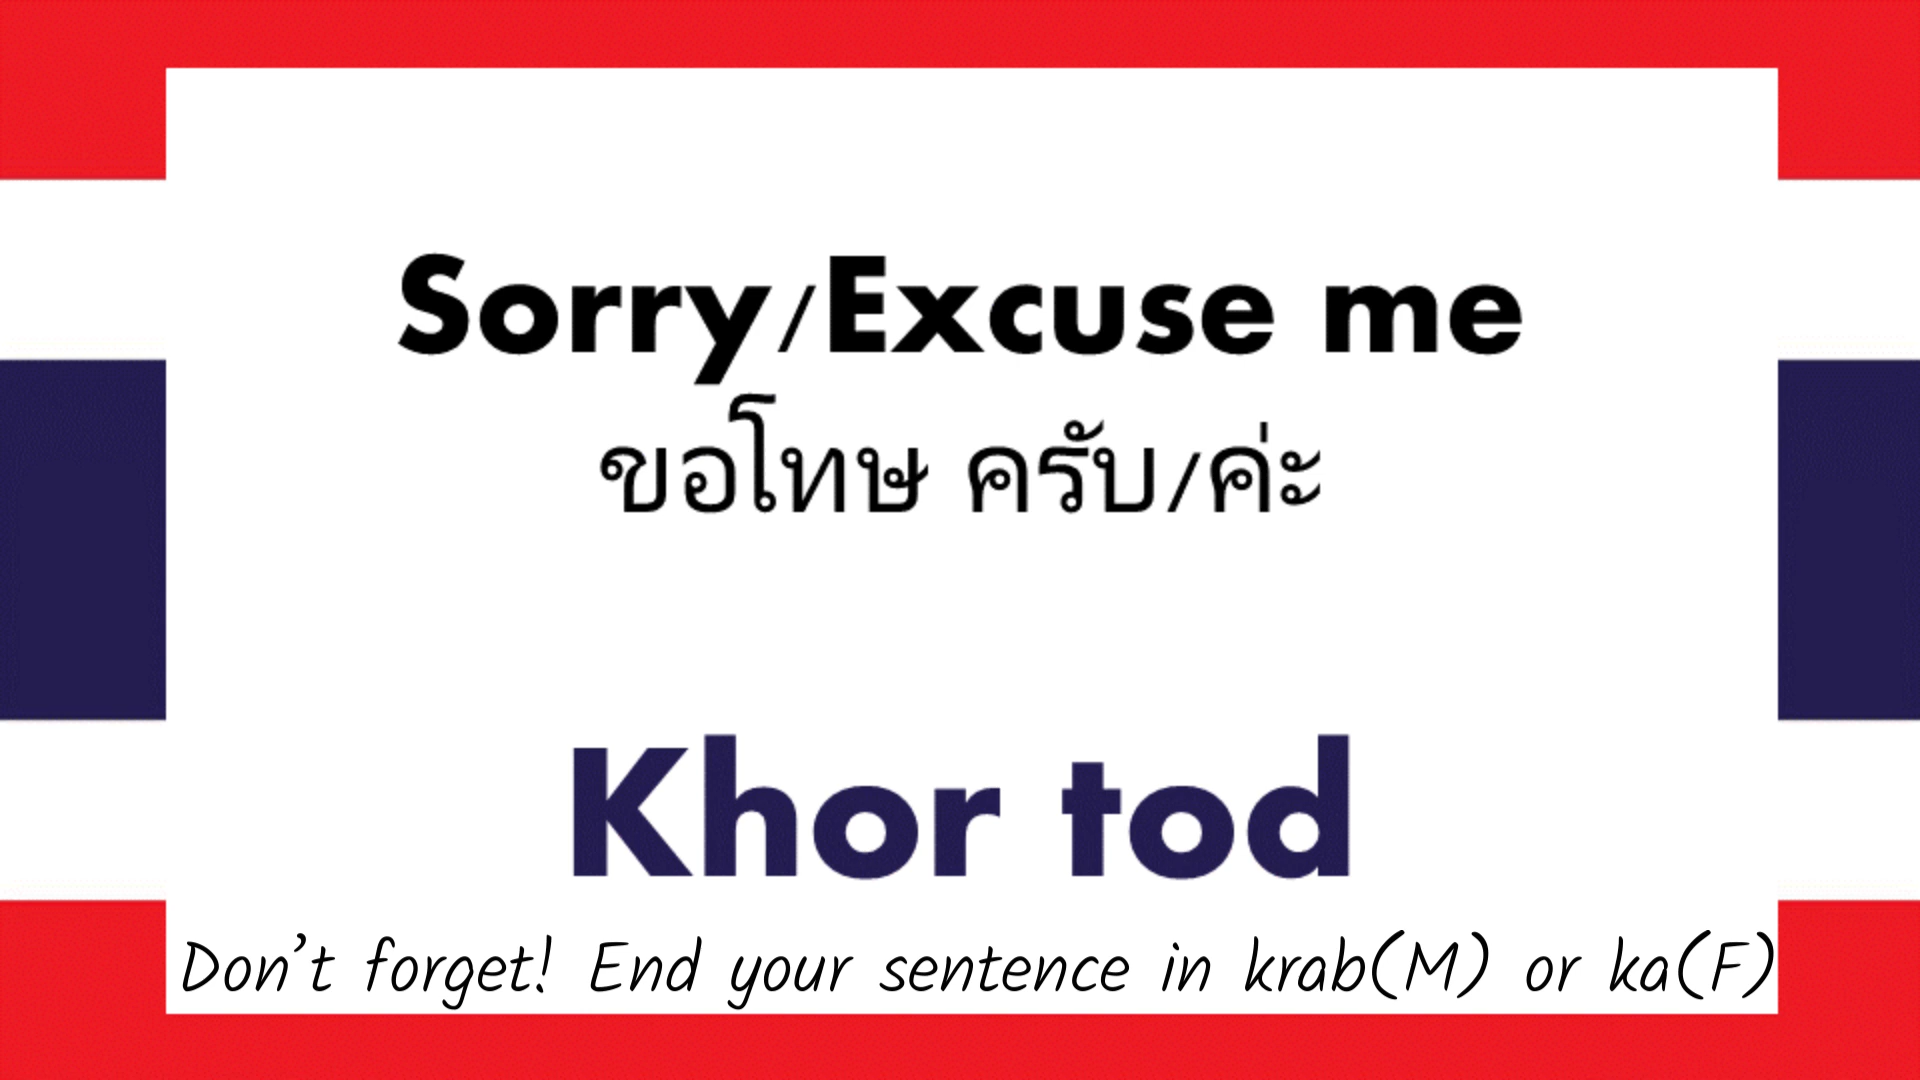 Sorry/Excuse me
ขอโทษ ครับ/ค่ะ
Khor tod
Don't forget! End your sentence in krab(M) or ka(F)